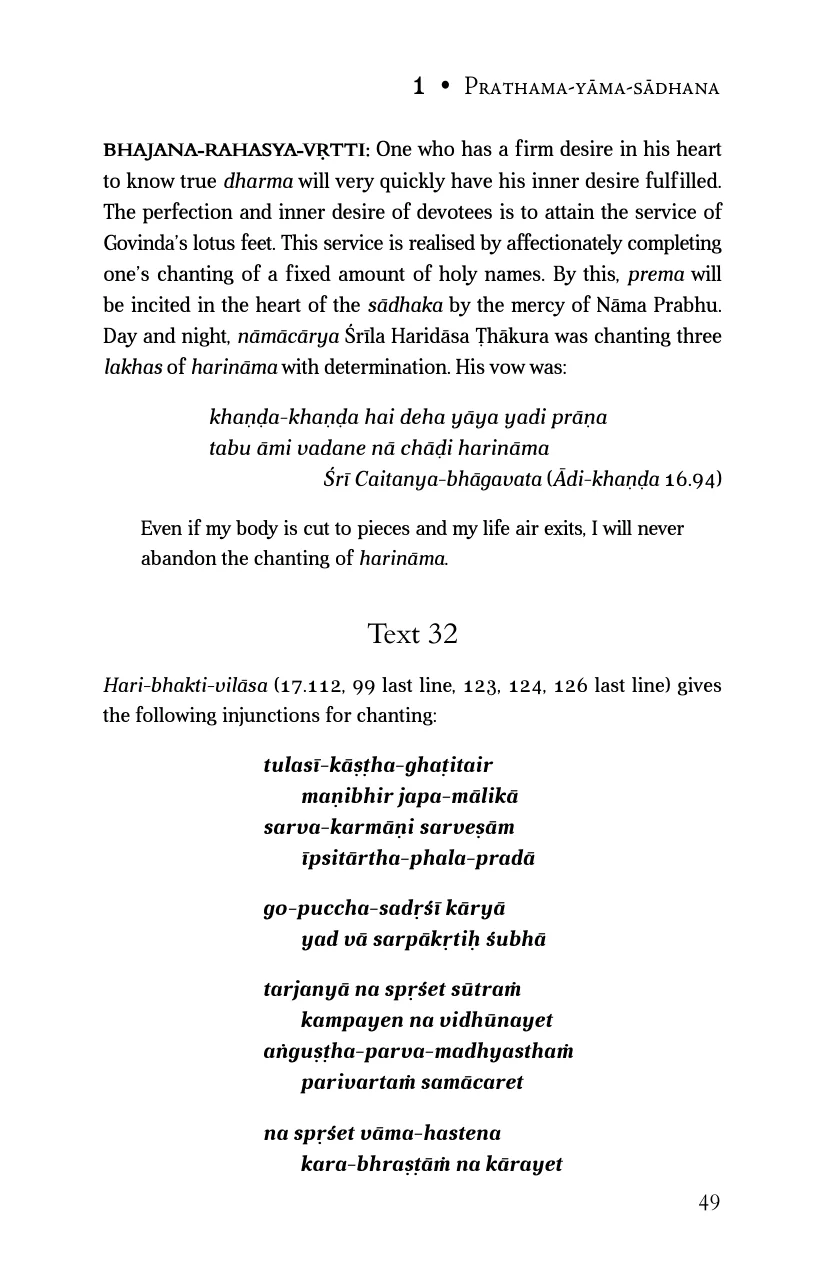 1 • Prathama-yāma-sādhana
BHAJANA-RAHASYA-VṚTTI: One who has a firm desire in his heart
to know true dharma will very quickly have his inner desire fulfilled.
The perfection and inner desire of devotees is to attain the service of
Govinda’s lotus feet. This service is realised by affectionately completing
one’s chanting of a fixed amount of holy names. By this, prema will
be incited in the heart of the sādhaka by the mercy of Nāma Prabhu.
Day and night, nāmācārya Śrīla Haridāsa Ṭhākura was chanting three
lakhas of harināma with determination. His vow was:
khaṇḍa-khaṇḍa hai deha yāya yadi prāṇa
tabu āmi vadane nā chāḍi harināma
Śrī Caitanya-bhāgavata (Ādi-khaṇḍa 16.94)
Even if my body is cut to pieces and my life air exits, I will never
abandon the chanting of harināma.
Text 32
Hari-bhakti-vilāsa (17.112, 99 last line, 123, 124, 126 last line) gives
the following injunctions for chanting:
tulasī-kāṣṭha-ghaṭitair
maṇibhir japa-mālikā
sarva-karmāṇi sarveṣām
īpsitārtha-phala-pradā
go-puccha-sadṛśī kāryā
yad vā sarpākṛtiḥ śubhā
tarjanyā na spṛśet sūtraṁ
kampayen na vidhūnayet
aṅguṣṭha-parva-madhyasthaṁ
parivartaṁ samācaret
na spṛśet vāma-hastena
kara-bhraṣṭāṁ na kārayet
49